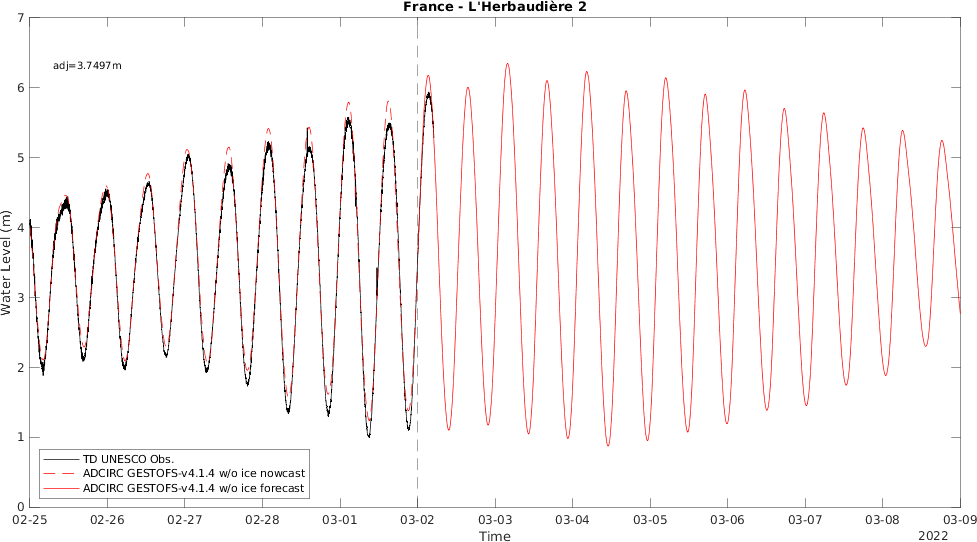 France - L'Herbaudière 2
adj=3.7497m
7
6
5
4
3
2
1
0
Water Level (m)
TD UNESCO Obs.
ADCIRC GESTOFS-v4.1.4 w/o ice nowcast
ADCIRC GESTOFS-v4.1.4 w/o ice forecast
02-25 02-26 02-27 02-28 03-01 03-02 03-03 03-04 03-05 03-06 03-07 03-08 03-09
Time
2022